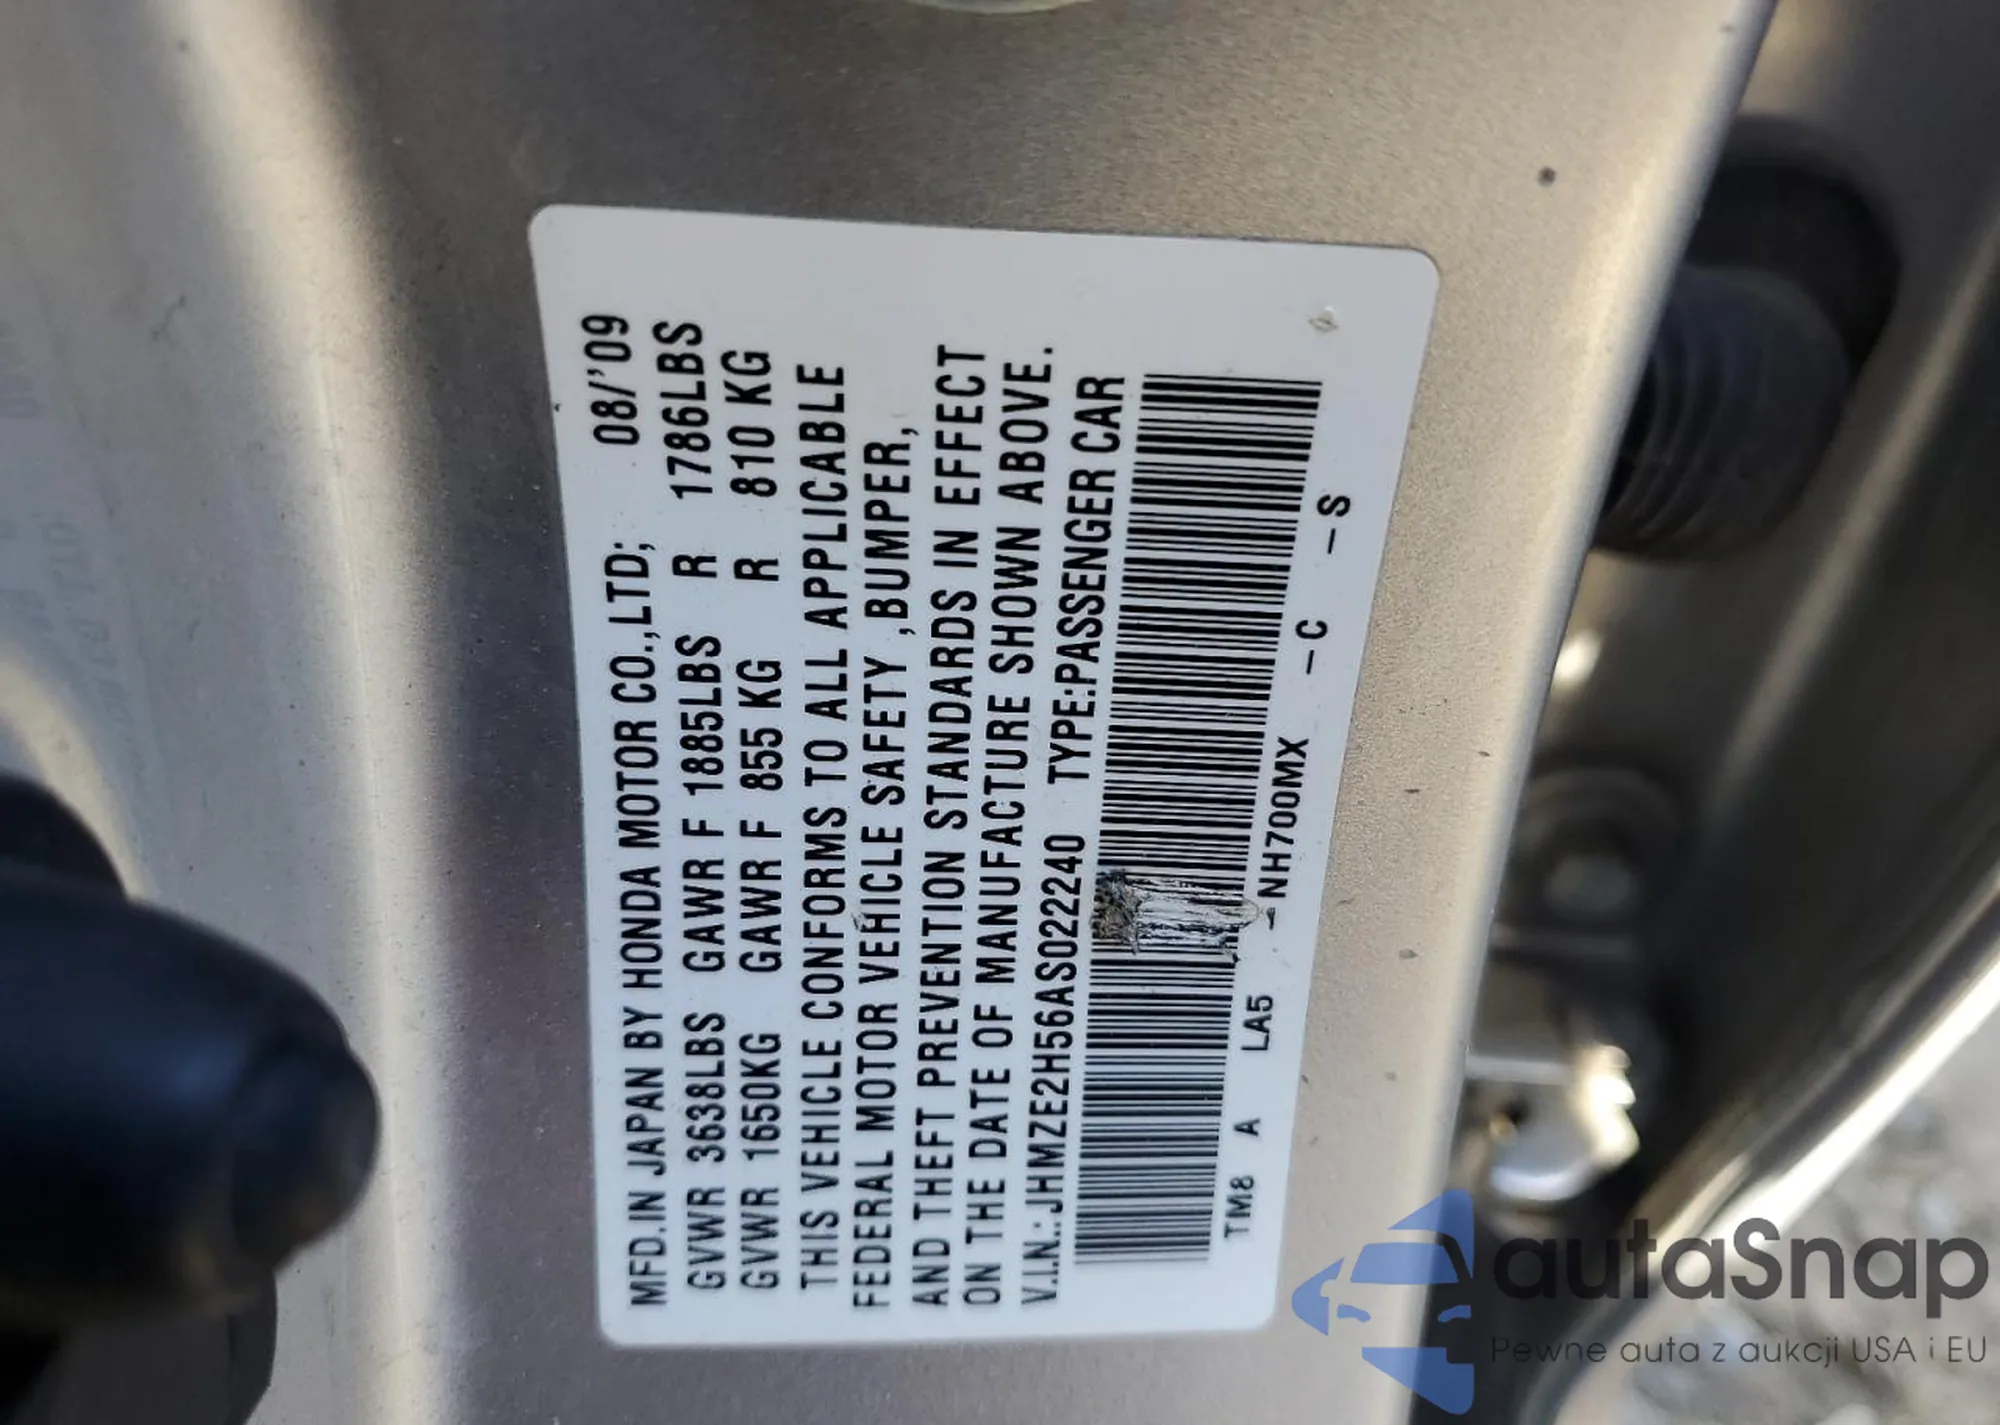 MFD.IN JAPAN BY HONDA MOTOR CO.,LTD; 08/'09
GVWR 3638LBS GAWR F 1885LBS R 1786LBS
GVWR 1650KG GAWR F 855 KG R 810 KG
THIS VEHICLE CONFORMS TO ALL APPLICABLE
FEDERAL MOTOR VEHICLE SAFETY ,BUMPER,
AND THEFT PREVENTION STANDARDS IN EFFECT
ON THE DATE OF MANUFACTURE SHOWN ABOVE.
V.I.N.: JHMZE2H56AS022240 TYPE:PASSENGER CAR
TM8 A LA5 -NH700MX -C -S
autaSnap
Pewne auta z aukcji USA i EU